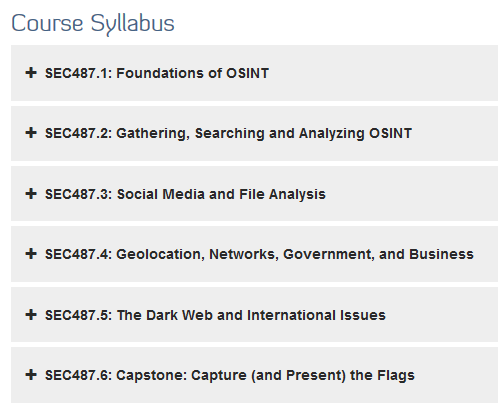 Course Syllabus
+ SEC487.1: Foundations of OSINT
+ SEC487.2: Gathering, Searching and Analyzing OSINT
+ SEC487.3: Social Media and File Analysis
+ SEC487.4: Geolocation, Networks, Government, and Business
+ SEC487.5: The Dark Web and International Issues
+ SEC487.6: Capstone: Capture (and Present) the Flags